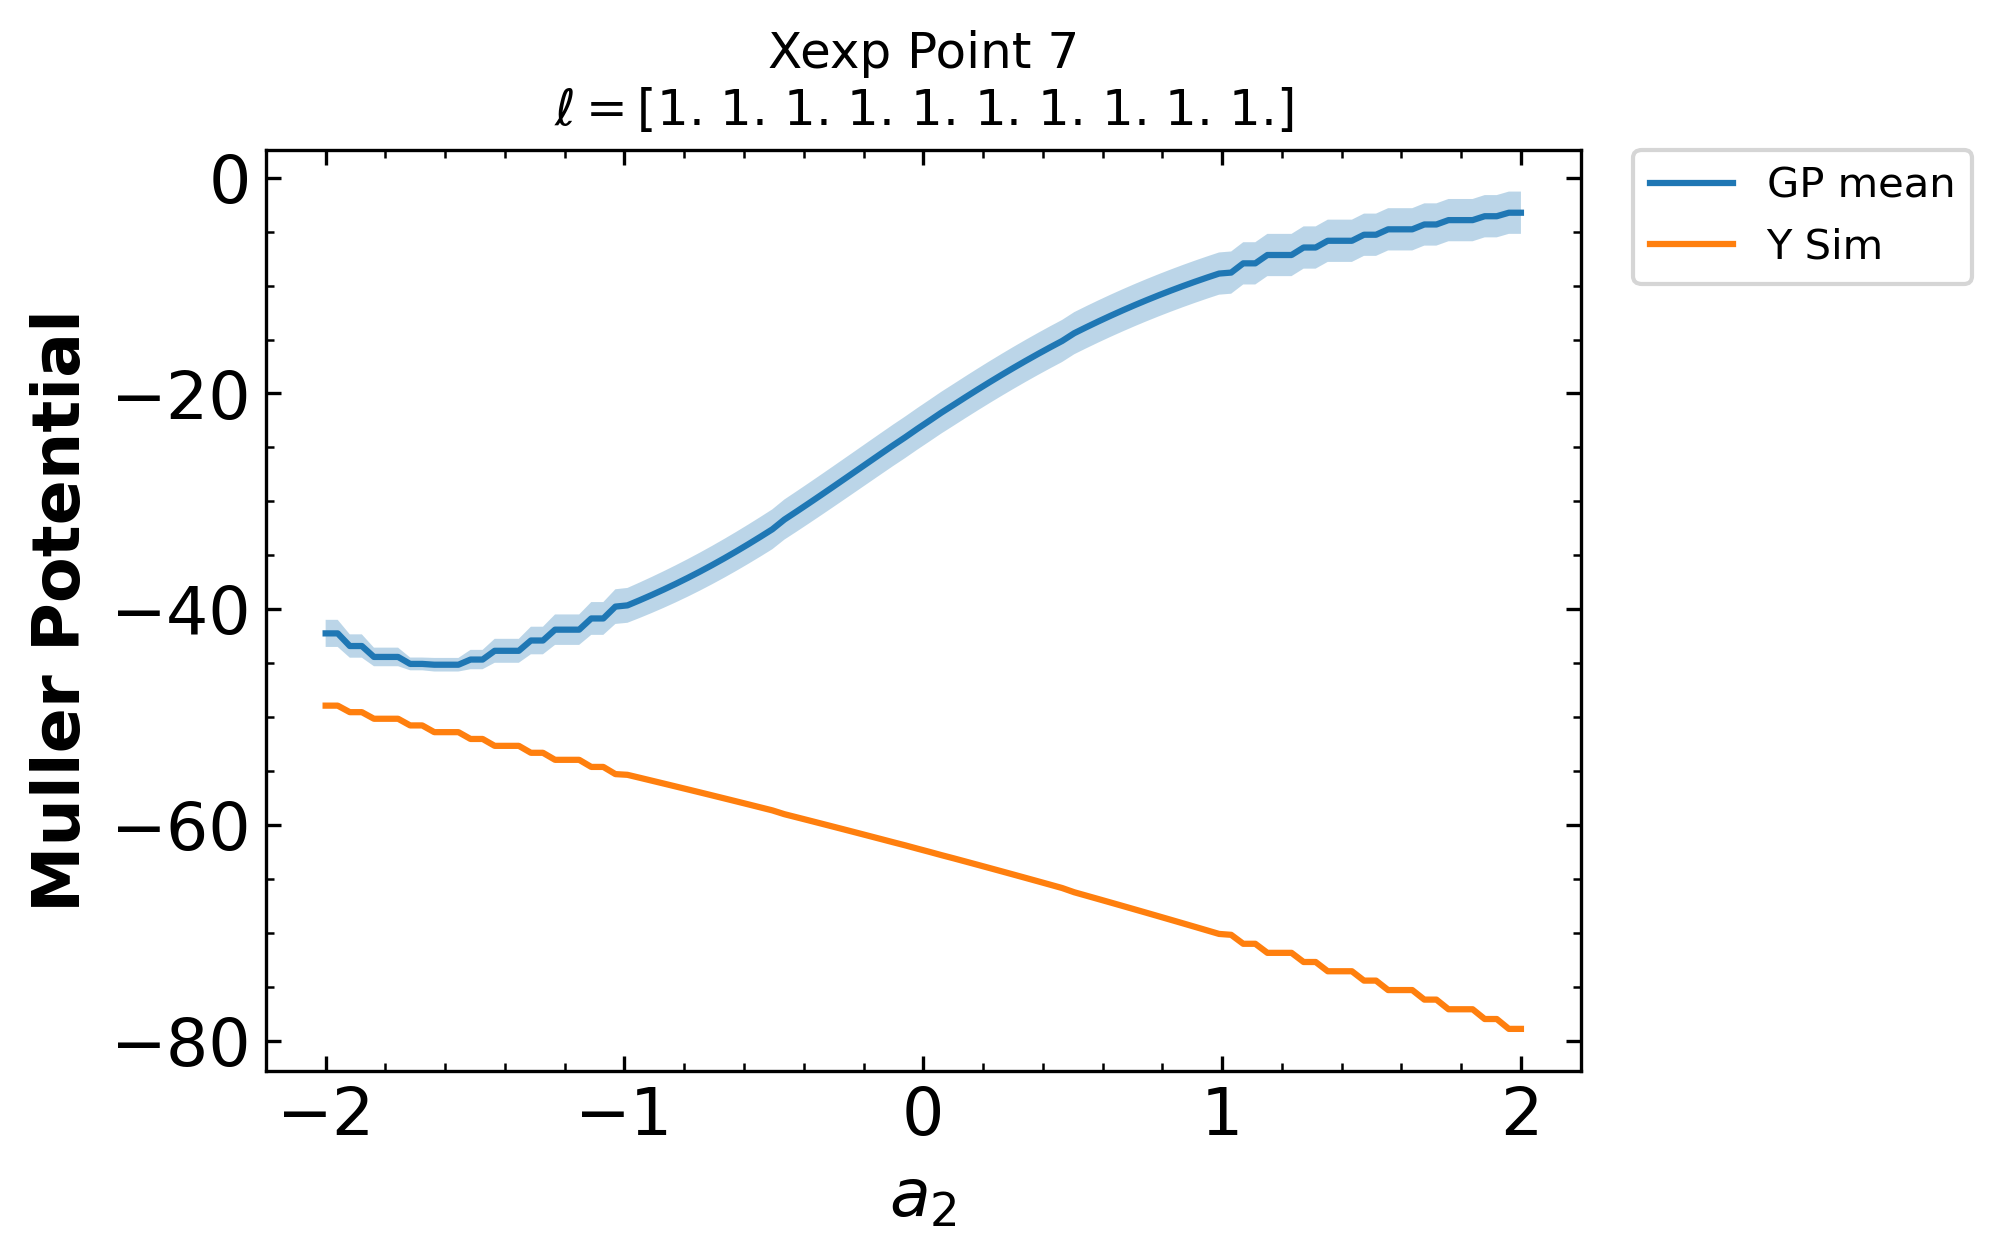 Xexp Point 7
ℓ = [1. 1. 1. 1. 1. 1. 1. 1. 1. 1.]
GP mean
Y Sim
Muller Potential
0
−20
−40
−60
−80
−2 −1 0 1 2
a₂